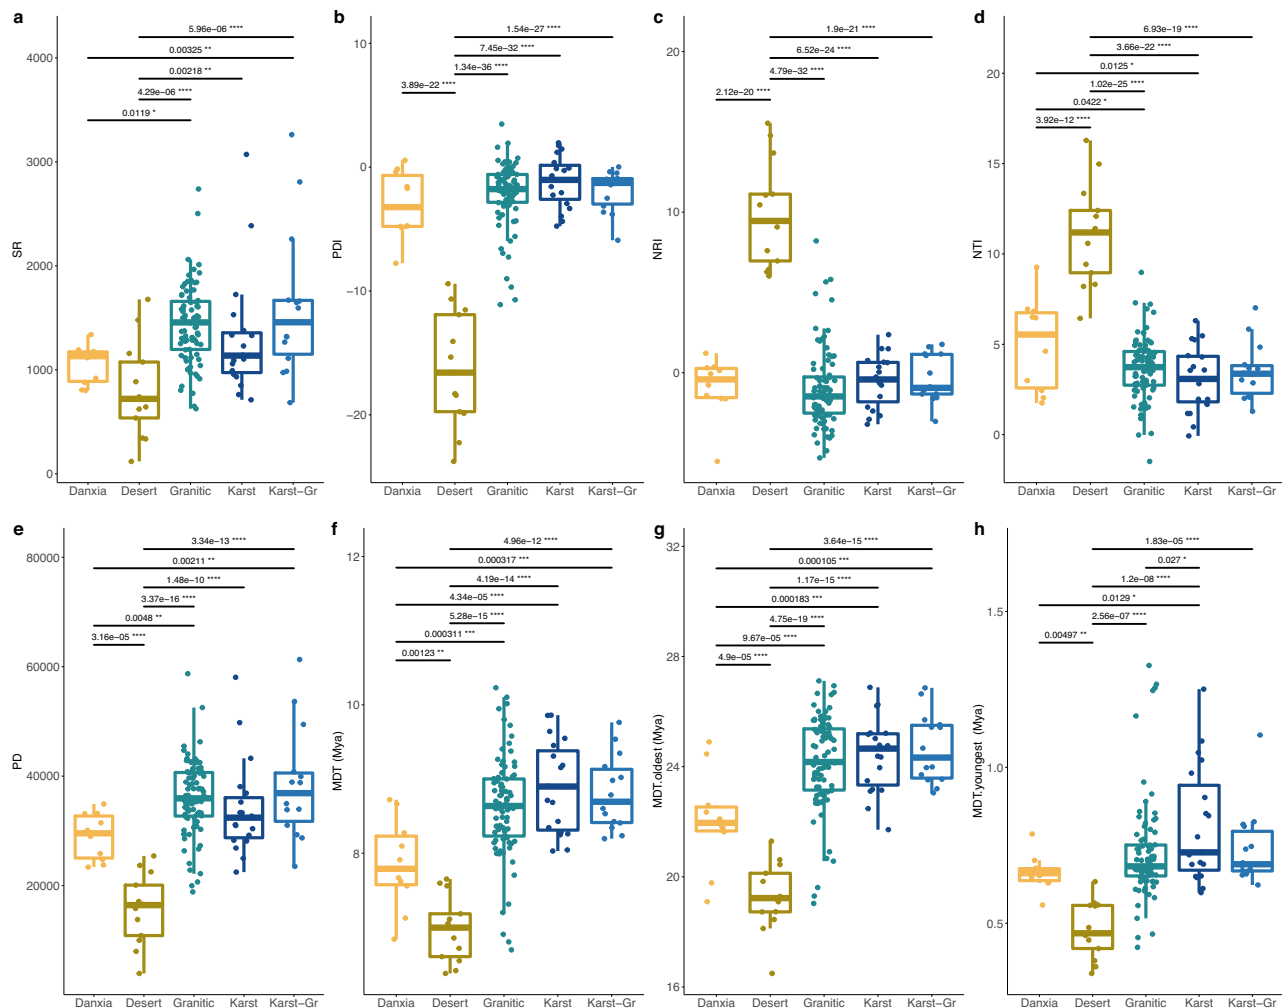 a
5.96e−06 ****
0.00325 **
0.00218 **
4.29e−06 ****
0.0119 *
4000
3000
2000
1000
0
SR
Danxia Desert Granitic Karst Karst−Gr
b
1.54e−27 ****
7.45e−32 ****
1.34e−36 ****
3.89e−22 ****
10
0
−10
−20
PDI
Danxia Desert Granitic Karst Karst−Gr
c
1.9e−21 ****
6.52e−24 ****
4.79e−32 ****
2.12e−20 ****
20
10
0
NRI
Danxia Desert Granitic Karst Karst−Gr
d
6.93e−19 ****
3.66e−22 ****
0.0125 *
1.02e−25 ****
0.0422 *
3.92e−12 ****
20
15
10
5
0
NTI
Danxia Desert Granitic Karst Karst−Gr
e
3.34e−13 ****
0.00211 **
1.48e−10 ****
3.37e−16 ****
0.0048 **
3.16e−05 ****
80000
60000
40000
20000
PD
Danxia Desert Granitic Karst Karst−Gr
f
4.96e−12 ****
0.000317 ***
4.19e−14 ****
4.34e−05 ****
5.28e−15 ****
0.000311 ***
0.00123 **
12
10
8
MDT (Mya)
Danxia Desert Granitic Karst Karst−Gr
g
3.64e−15 ****
0.000105 ***
1.17e−15 ****
0.000183 ***
4.75e−19 ****
9.67e−05 ****
4.9e−05 ****
32
28
24
20
16
MDT.oldest (Mya)
Danxia Desert Granitic Karst Karst−Gr
h
1.83e−05 ****
0.027 *
1.2e−08 ****
0.0129 *
2.56e−07 ****
0.00497 **
1.5
1.0
0.5
MDT.youngest (Mya)
Danxia Desert Granitic Karst Karst−Gr